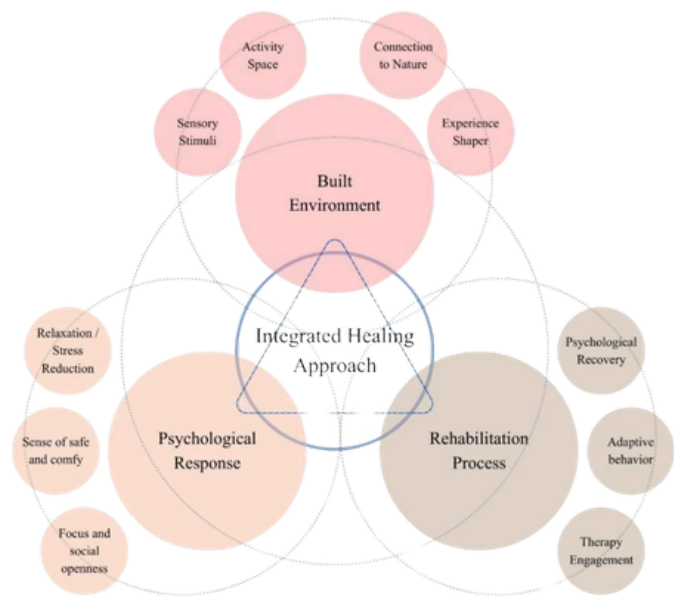 Activity
Space
Connection
to Nature
Sensory
Stimuli
Experience
Shaper
Built
Environment
Integrated Healing
Approach
Relaxation /
Stress
Reduction
Sense of safe
and comfy
Focus and
social
openness
Psychological
Response
Rehabilitation
Process
Psychological
Recovery
Adaptive
behavior
Therapy
Engagement